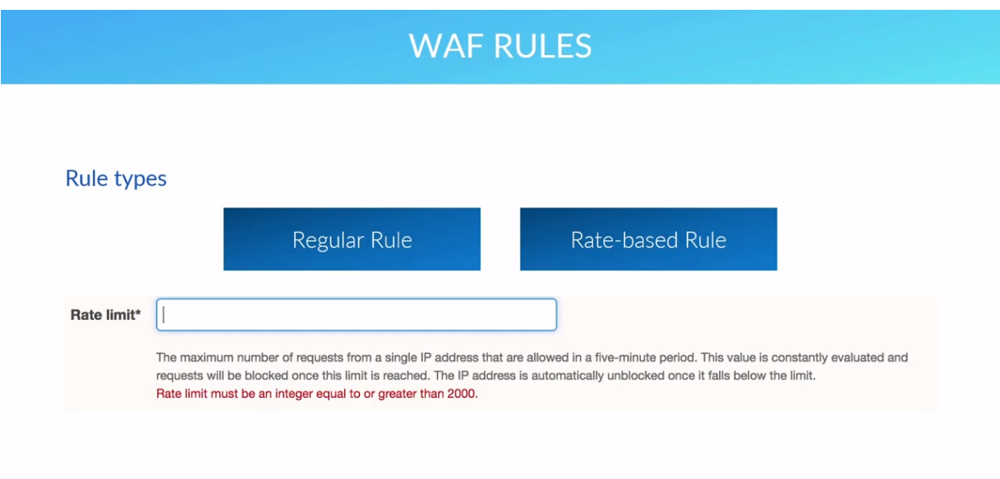 WAF RULES
Rule types
Regular Rule
Rate-based Rule
Rate limit*
The maximum number of requests from a single IP address that are allowed in a five-minute period. This value is constantly evaluated and
requests will be blocked once this limit is reached. The IP address is automatically unblocked once it falls below the limit.
Rate limit must be an integer equal to or greater than 2000.